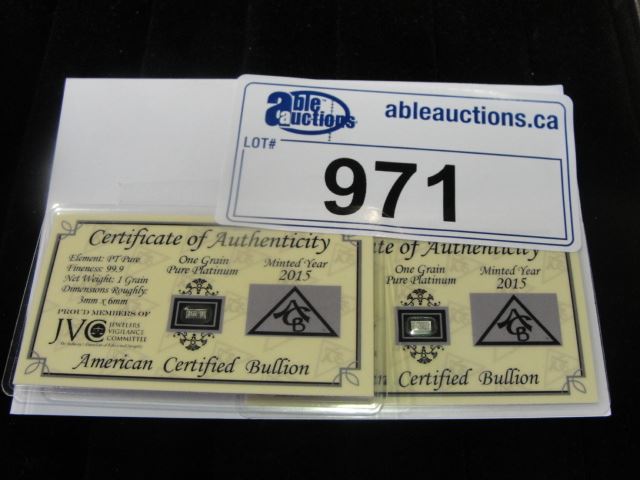 able auctions
ableauctions.ca
LOT#
971
Certificate of Authenticity
Element: PT Pure
Fineness: 99.9
Net Weight: 1 Grain
Dimensions Roughly:
3mm x 6mm
PROUD MEMBERS OF
JVC JEWELERS
VIGILANCE
COMMITTEE
One Grain
Pure Platinum
Minted Year
2015
ACB
American Certified Bullion
of Authenticity
One Grain
Pure Platinum
Minted Year
2015
ACB
Certified Bullion